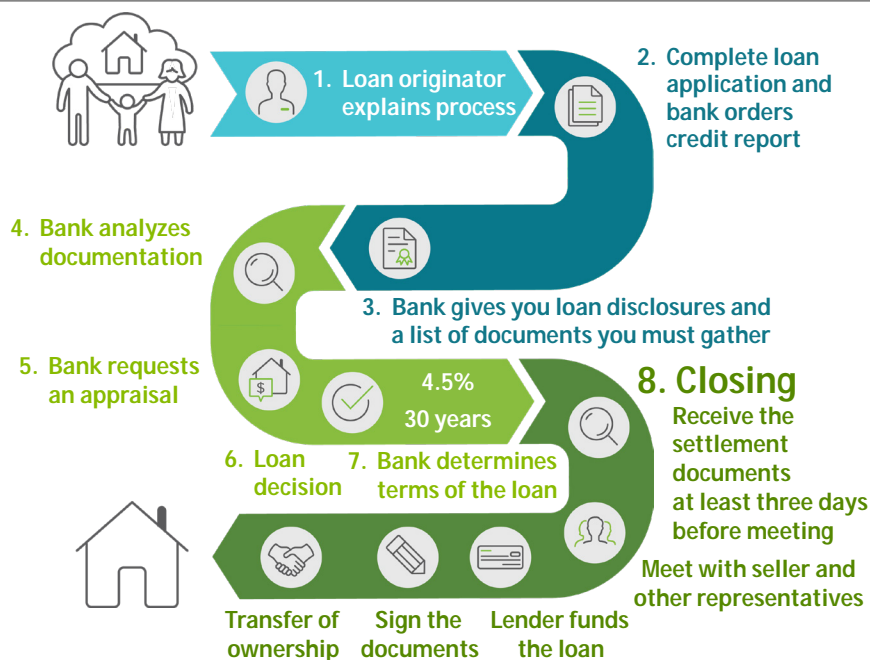 1. Loan originator
explains process
2. Complete loan
application and
bank orders
credit report
3. Bank gives you loan disclosures and
a list of documents you must gather
4. Bank analyzes
documentation
5. Bank requests
an appraisal
$
6. Loan
decision
4.5%
30 years
7. Bank determines
terms of the loan
8. Closing
Receive the
settlement
documents
at least three days
before meeting
Meet with seller and
other representatives
Lender funds
the loan
Sign the
documents
Transfer of
ownership